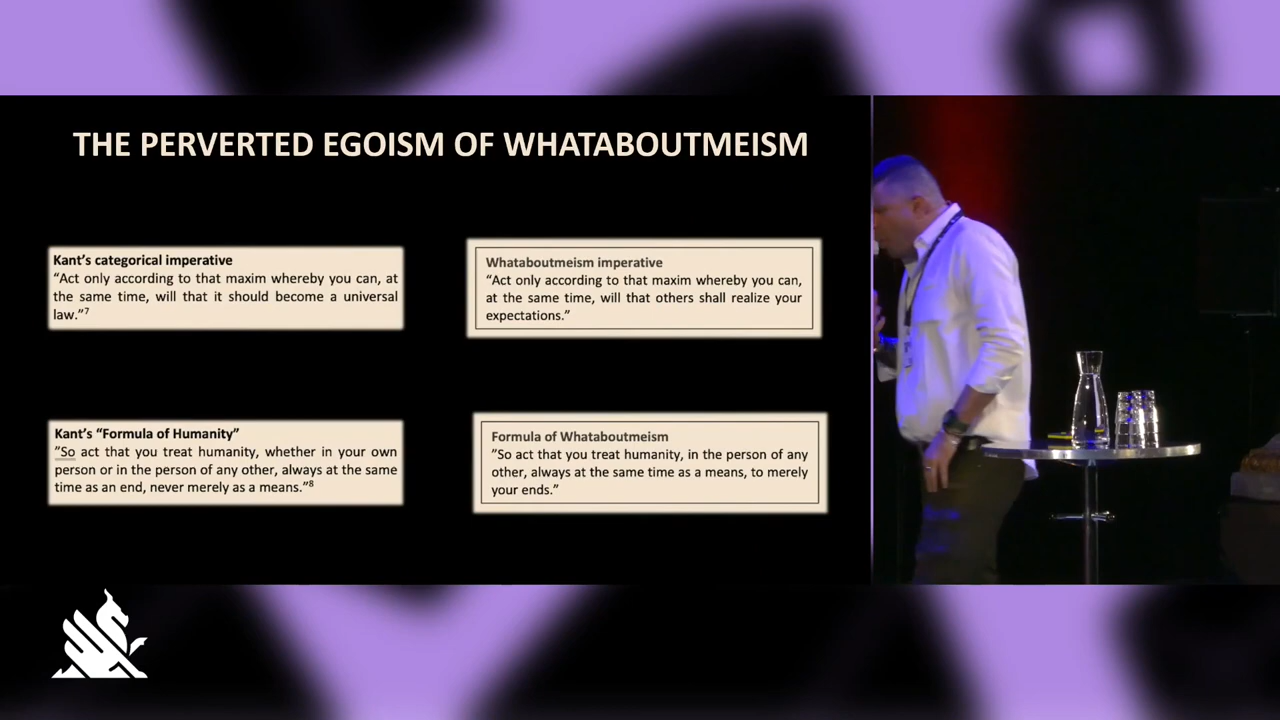 THE PERVERTED EGOISM OF WHATABOUTMEISM
Kant's categorical imperative
“Act only according to that maxim whereby you can, at
the same time, will that it should become a universal
law.”7
Whataboutmeism imperative
“Act only according to that maxim whereby you can,
at the same time, will that others shall realize your
expectations.”
Kant's “Formula of Humanity”
”So act that you treat humanity, whether in your own
person or in the person of any other, always at the same
time as an end, never merely as a means.”8
Formula of Whataboutmeism
”So act that you treat humanity, in the person of any
other, always at the same time as a means, to merely
your ends.”